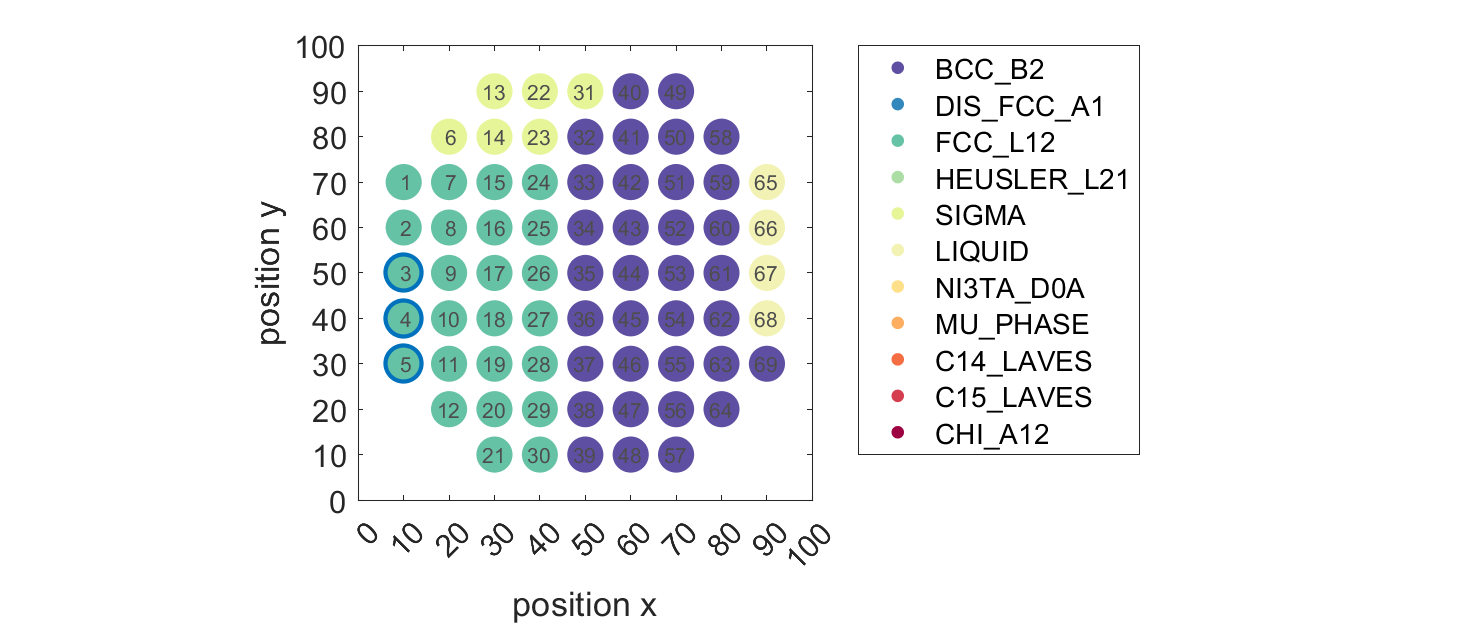 100
90
80
70
60
50
40
30
20
10
0
position y
13 22 31 40 49
6 14 23 32 41 50 58
1 7 15 24 33 42 51 59 65
2 8 16 25 34 43 52 60 66
3 9 17 26 35 44 53 61 67
4 10 18 27 36 45 54 62 68
5 11 19 28 37 46 55 63 69
12 20 29 38 47 56 64
21 30 39 48 57
0 10 20 30 40 50 60 70 80 90 100
position x
BCC_B2
DIS_FCC_A1
FCC_L12
HEUSLER_L21
SIGMA
LIQUID
NI3TA_D0A
MU_PHASE
C14_LAVES
C15_LAVES
CHI_A12